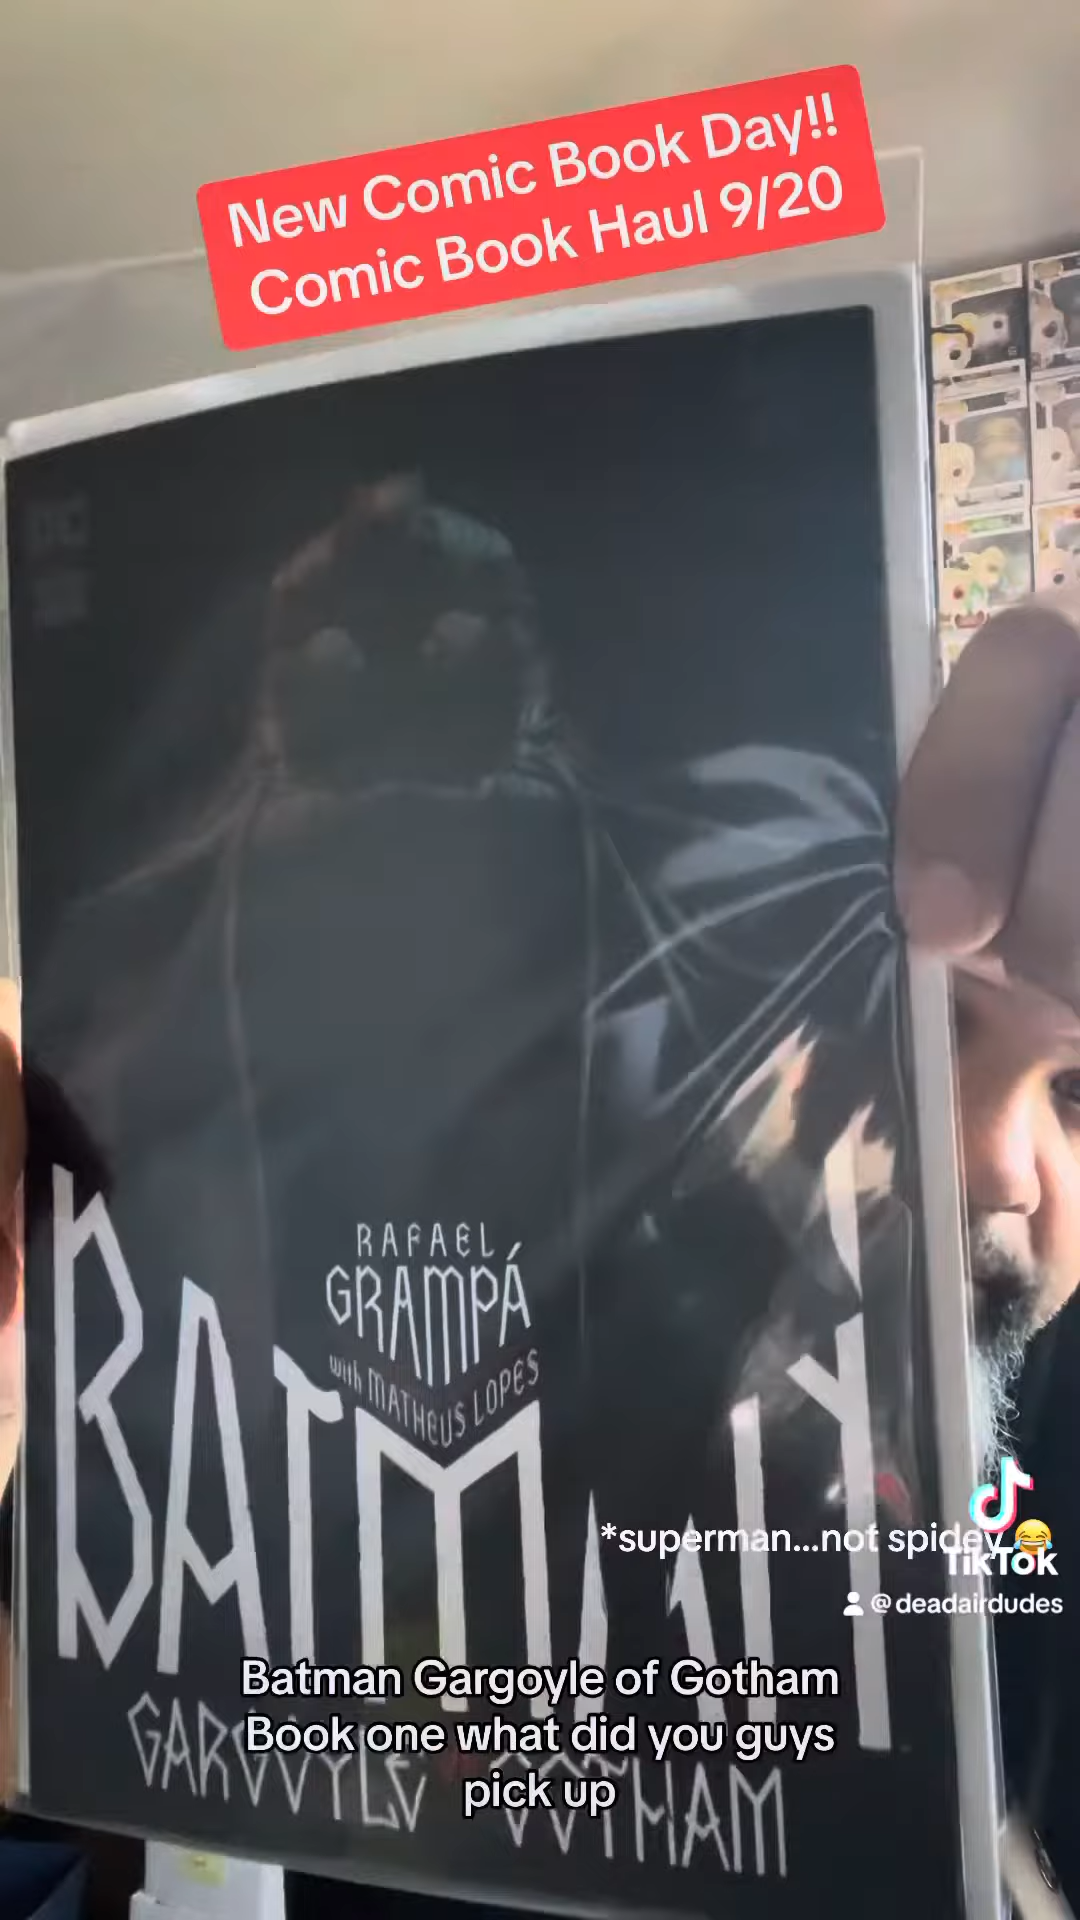 New Comic Book Day!!
Comic Book Haul 9/20
RAFAEL
GRAMPÁ
with MATHEUS LOPES
BATMAN
*superman...not spidey 😂
TikTok
@deadairdudes
Batman Gargoyle of Gotham
Book one what did you guys
pick up
GARGOYLE OF GOTHAM